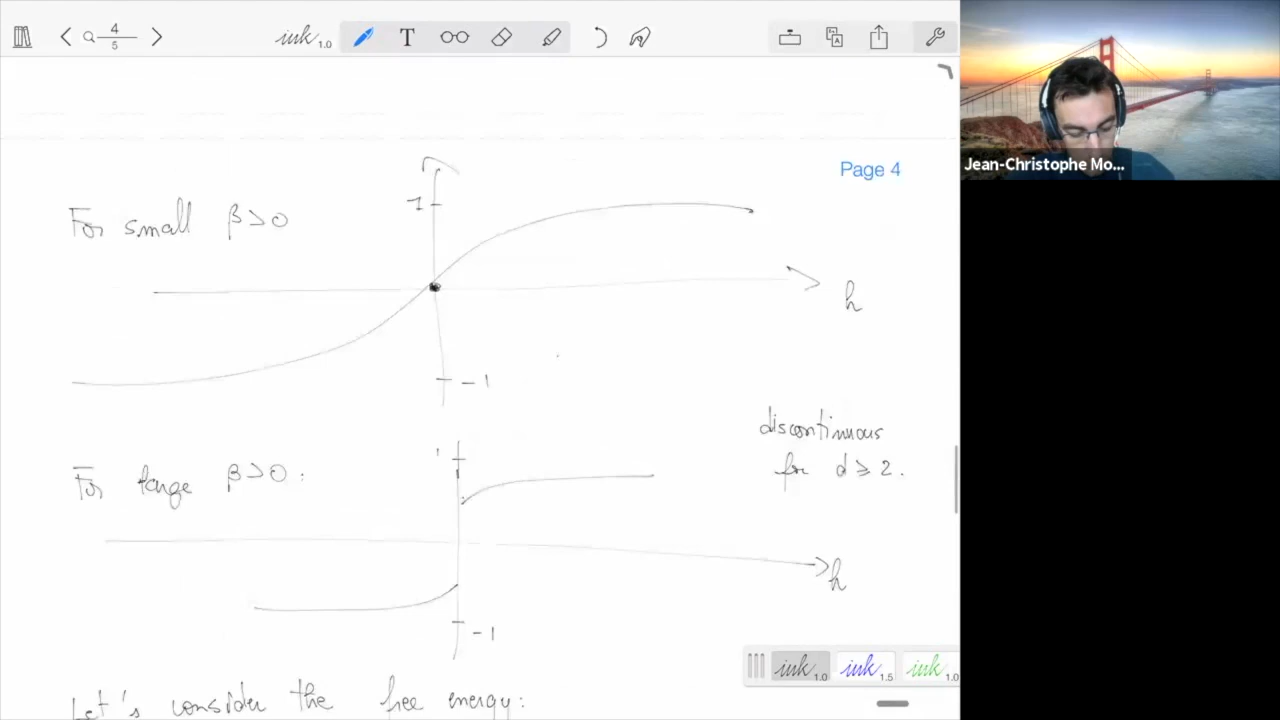 4
5
ink 1.0
T
Page 4
Jean-Christophe Mo...
1
For small β>0
h
-1
discontinuous
for d ≥ 2.
1
For large β>0:
h
-1
ink 1.0 ink 1.5 ink 1.0
Let's consider the free energy: